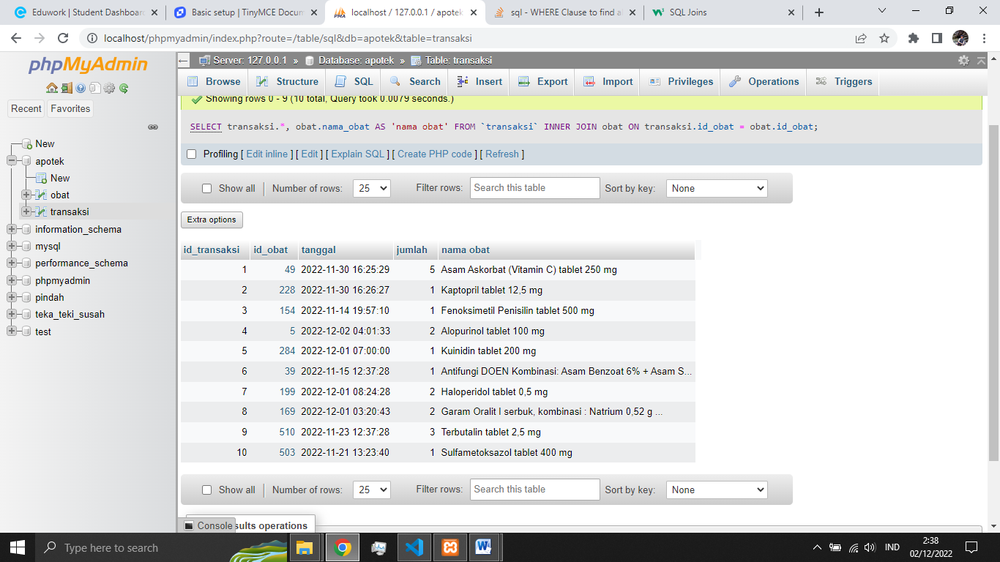 Eduwork | Student Dashboar
Basic setup | TinyMCE Docum
localhost / 127.0.0.1 / apotek
sql - WHERE Clause to find al
SQL Joins
localhost/phpmyadmin/index.php?route=/table/sql&db=apotek&table=transaksi
phpMyAdmin
Recent Favorites
New
apotek
New
obat
transaksi
information_schema
mysql
performance_schema
phpmyadmin
pindah
teka_teki_susah
test
Server: 127.0.0.1 » Database: apotek » Table: transaksi
Browse Structure SQL Search Insert Export Import Privileges Operations Triggers
Showing rows 0 - 9 (10 total, Query took 0.0079 seconds.)
SELECT transaksi.*, obat.nama_obat AS 'nama obat' FROM `transaksi` INNER JOIN obat ON transaksi.id_obat = obat.id_obat;
Profiling [ Edit inline ] [ Edit ] [ Explain SQL ] [ Create PHP code ] [ Refresh ]
Show all | Number of rows: 25 Filter rows: Search this table Sort by key: None
Extra options
id_transaksi id_obat tanggal jumlah nama obat
1 49 2022-11-30 16:25:29 5 Asam Askorbat (Vitamin C) tablet 250 mg
2 228 2022-11-30 16:26:27 1 Kaptopril tablet 12,5 mg
3 154 2022-11-14 19:57:10 1 Fenoksimetil Penisilin tablet 500 mg
4 5 2022-12-02 04:01:33 2 Alopurinol tablet 100 mg
5 284 2022-12-01 07:00:00 1 Kuinidin tablet 200 mg
6 39 2022-11-15 12:37:28 1 Antifungi DOEN Kombinasi: Asam Benzoat 6% + Asam S...
7 199 2022-12-01 08:24:28 2 Haloperidol tablet 0,5 mg
8 169 2022-12-01 03:20:43 2 Garam Oralit I serbuk, kombinasi : Natrium 0,52 g ...
9 510 2022-11-23 12:37:28 3 Terbutalin tablet 2,5 mg
10 503 2022-11-21 13:23:40 1 Sulfametoksazol tablet 400 mg
Show all | Number of rows: 25 Filter rows: Search this table Sort by key: None
Console sults operations
Type here to search
IND
2:38
02/12/2022